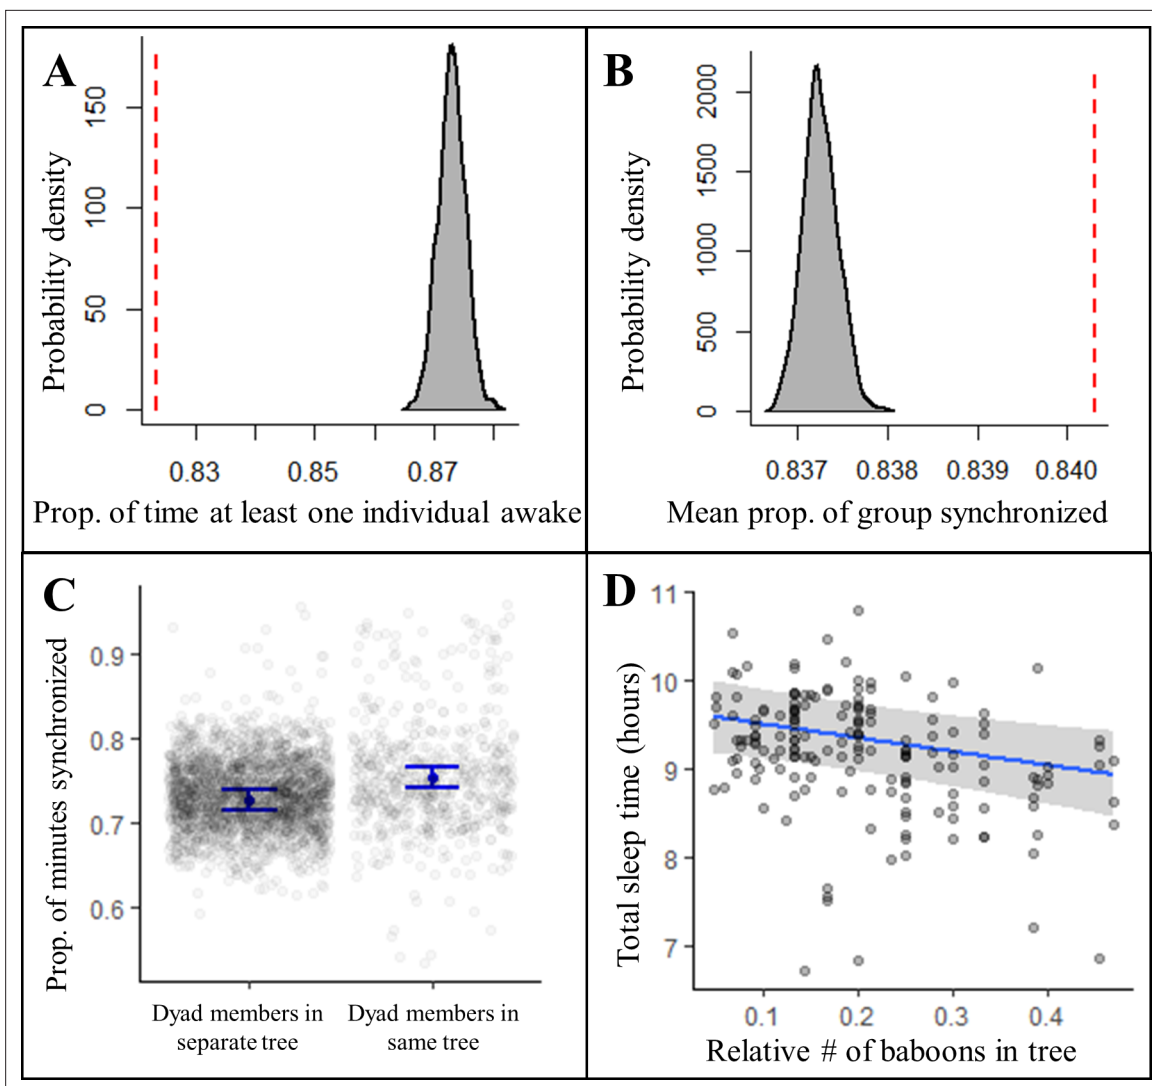 A
Probability density
150
100
50
0
0.83 0.85 0.87
Prop. of time at least one individual awake
B
Probability density
2000
1500
1000
500
0
0.837 0.838 0.839 0.840
Mean prop. of group synchronized
C
Prop. of minutes synchronized
0.9
0.8
0.7
0.6
Dyad members in
separate tree
Dyad members in
same tree
D
Total sleep time (hours)
11
10
9
8
7
0.1 0.2 0.3 0.4
Relative # of baboons in tree